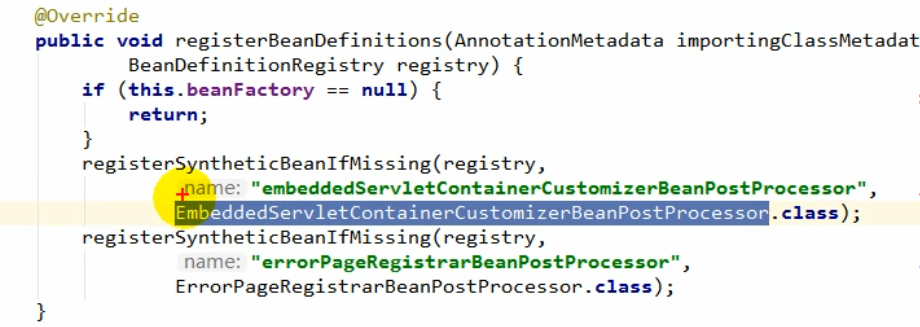 @Override
public void registerBeanDefinitions(AnnotationMetadata importingClassMetadat
BeanDefinitionRegistry registry) {
if (this.beanFactory == null) {
return;
}
registerSyntheticBeanIfMissing(registry,
name: "embeddedServletContainerCustomizerBeanPostProcessor",
EmbeddedServletContainerCustomizerBeanPostProcessor.class);
registerSyntheticBeanIfMissing(registry,
name: "errorPageRegistrarBeanPostProcessor",
ErrorPageRegistrarBeanPostProcessor.class);
}